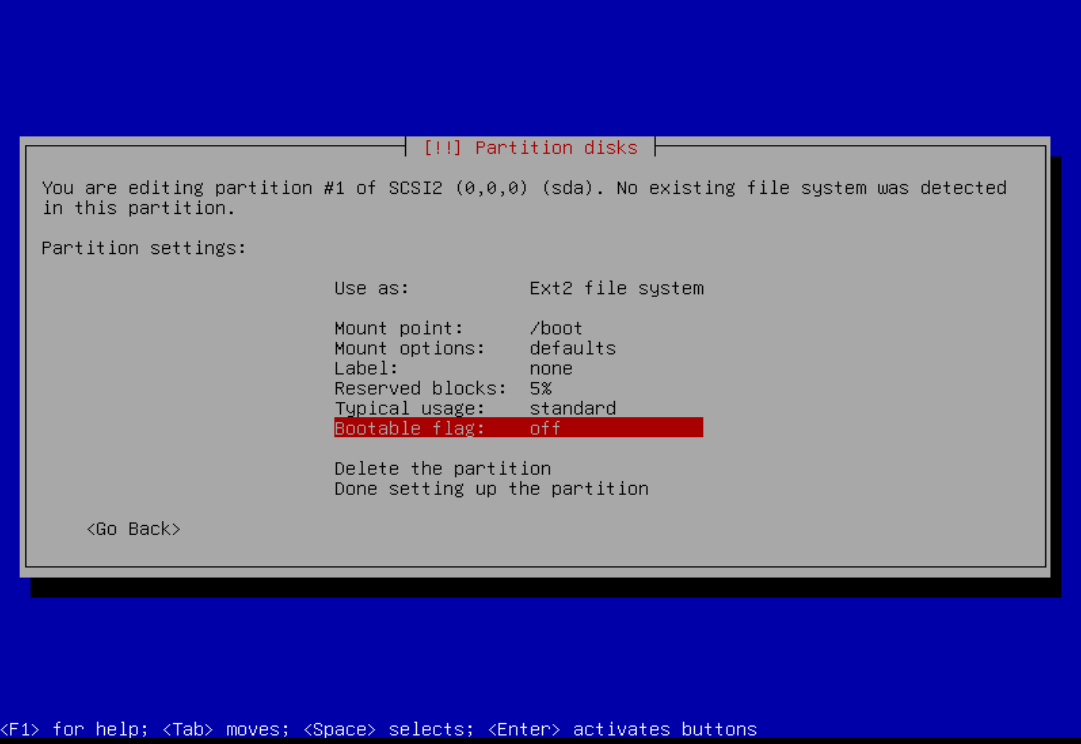 [!!] Partition disks
You are editing partition #1 of SCSI2 (0,0,0) (sda). No existing file system was detected
in this partition.
Partition settings:
Use as: Ext2 file system
Mount point: /boot
Mount options: defaults
Label: none
Reserved blocks: 5%
Typical usage: standard
Bootable flag: off
Delete the partition
Done setting up the partition
<Go Back>
<F1> for help; <Tab> moves; <Space> selects; <Enter> activates buttons